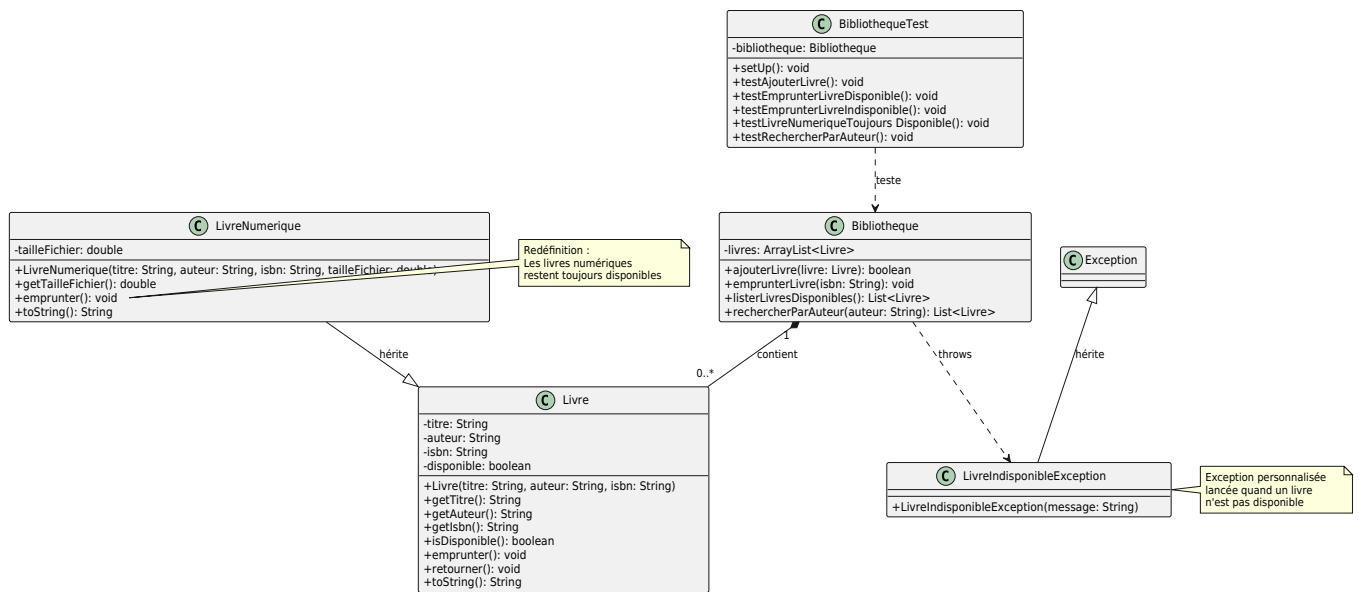 C BibliothequeTest
-bibliotheque: Bibliotheque
+setUp(): void
+testAjouterLivre(): void
+testEmprunterLivreDisponible(): void
+testEmprunterLivreIndisponible(): void
+testLivreNumeriqueToujours Disponible(): void
+testRechercherParAuteur(): void
teste
C LivreNumerique
-tailleFichier: double
+LivreNumerique(titre: String, auteur: String, isbn: String, tailleFichier: double)
+getTailleFichier(): double
+emprunter(): void
+toString(): String
Redéfinition :
Les livres numériques
restent toujours disponibles
C Bibliotheque
-livres: ArrayList<Livre>
+ajouterLivre(livre: Livre): boolean
+emprunterLivre(isbn: String): void
+listerLivresDisponibles(): List<Livre>
+rechercherParAuteur(auteur: String): List<Livre>
C Exception
hérite
1
contient
0..*
throws
hérite
C Livre
-titre: String
-auteur: String
-isbn: String
-disponible: boolean
+Livre(titre: String, auteur: String, isbn: String)
+getTitre(): String
+getAuteur(): String
+getIsbn(): String
+isDisponible(): boolean
+emprunter(): void
+retourner(): void
+toString(): String
C LivreIndisponibleException
+LivreIndisponibleException(message: String)
Exception personnalisée
lancée quand un livre
n'est pas disponible